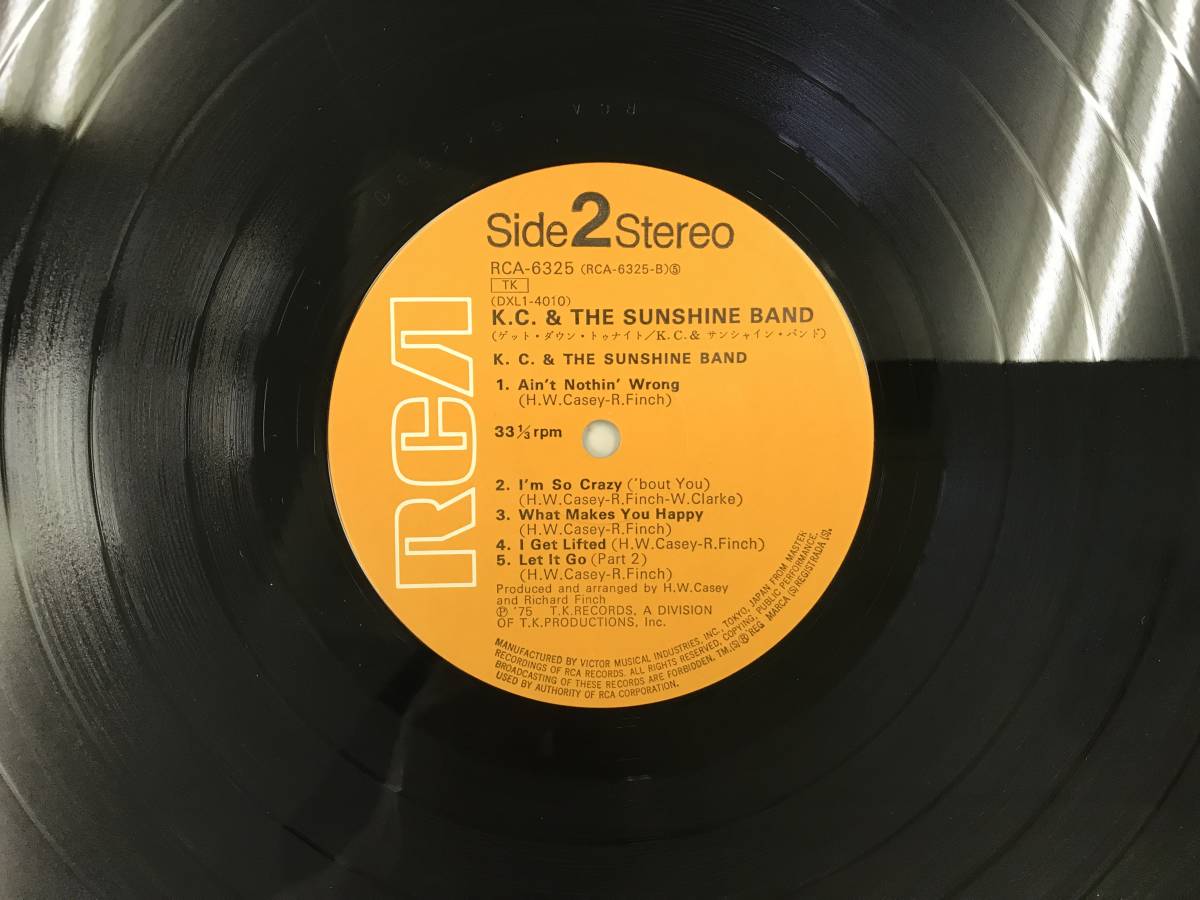 Side 2 Stereo
RCA-6325 (RCA-6325-B)⑤
TK
(DXL1-4010)
K.C. & THE SUNSHINE BAND
(ゲット・ダウン・トゥナイト/K.C.& サンシャイン・バンド)
K. C. & THE SUNSHINE BAND
1. Ain't Nothin' Wrong
(H.W.Casey-R.Finch)
33 1/3 rpm
2. I'm So Crazy ('bout You)
(H.W.Casey-R.Finch-W.Clarke)
3. What Makes You Happy
(H.W.Casey-R.Finch)
4. I Get Lifted (H.W.Casey-R.Finch)
5. Let It Go (Part 2)
(H.W.Casey-R.Finch)
Produced and arranged by H.W.Casey
and Richard Finch
Ⓟ '75 T.K.RECORDS, A DIVISION
OF T.K.PRODUCTIONS, Inc.
MANUFACTURED BY VICTOR MUSICAL INDUSTRIES, INC. TOKYO, JAPAN FROM MASTER
RECORDINGS OF RCA RECORDS. ALL RIGHTS RESERVED, COPYING, PUBLIC PERFORMANCE,
BROADCASTING OF THESE RECORDS ARE FORBIDDEN. TM.(S) ® REG. MARCA (S) REGISTRADA (S).
USED BY AUTHORITY OF RCA CORPORATION.
RCA
RCA